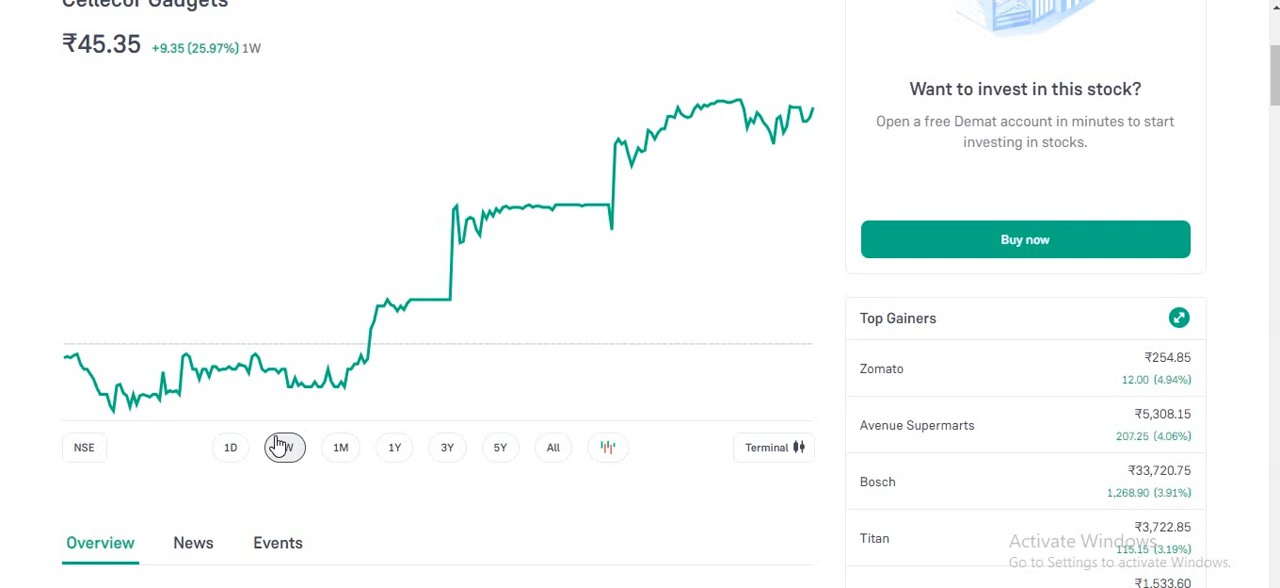 Cellecor Gadgets
₹45.35 +9.35 (25.97%) 1W
NSE 1D 1M 1Y 3Y 5Y All Terminal
Overview News Events
Want to invest in this stock?
Open a free Demat account in minutes to start
investing in stocks.
Buy now
Top Gainers
Zomato ₹254.85
12.00 (4.94%)
Avenue Supermarts ₹5,308.15
207.25 (4.06%)
Bosch ₹33,720.75
1,268.90 (3.91%)
Titan ₹3,722.85
115.15 (3.19%)
₹1,533.60
Activate Windows
Go to Settings to activate Windows.